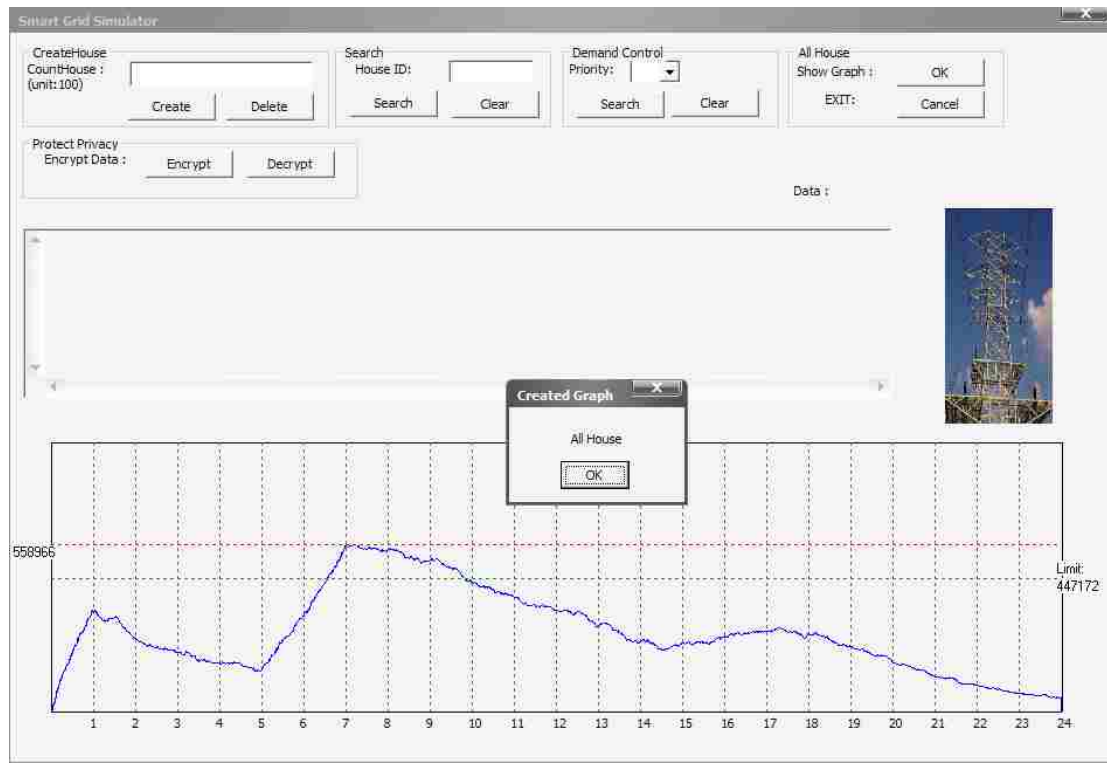 Smart Grid Simulator
CreateHouse
CountHouse :
(unit:100)
Create
Delete
Search
House ID:
Search
Clear
Demand Control
Priority:
Search
Clear
All House
Show Graph :
OK
EXIT:
Cancel
Protect Privacy
Encrypt Data :
Encrypt
Decrypt
Data :
Created Graph
All House
OK
558966
Limit:
447172
1 2 3 4 5 6 7 8 9 10 11 12 13 14 15 16 17 18 19 20 21 22 23 24